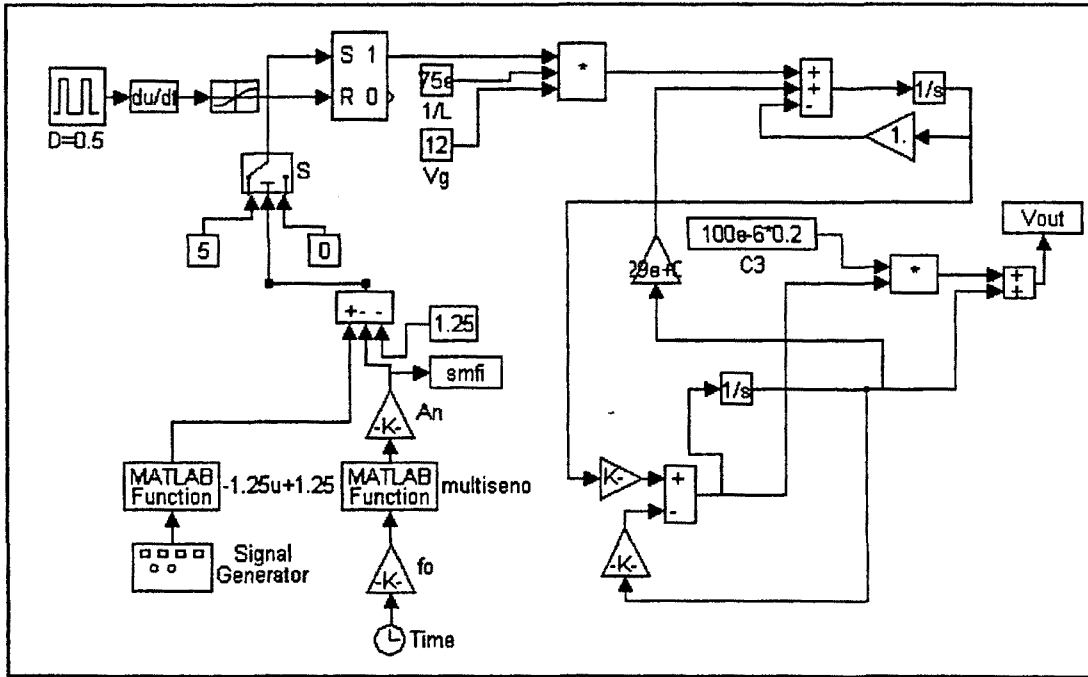 D=0.5
du/dt
S 1
R 0
75e
1/L
12
Vg
*
+
+
-
1/s
1.
S
5
0
+- -
1.25
smfi
An
-K-
MATLAB
Function
-1.25u+1.25
MATLAB
Function
multiseno
Signal
Generator
fo
-K-
Time
100e-6*0.2
C3
*
+
+
Vout
1/s
K-
+
-
-K-